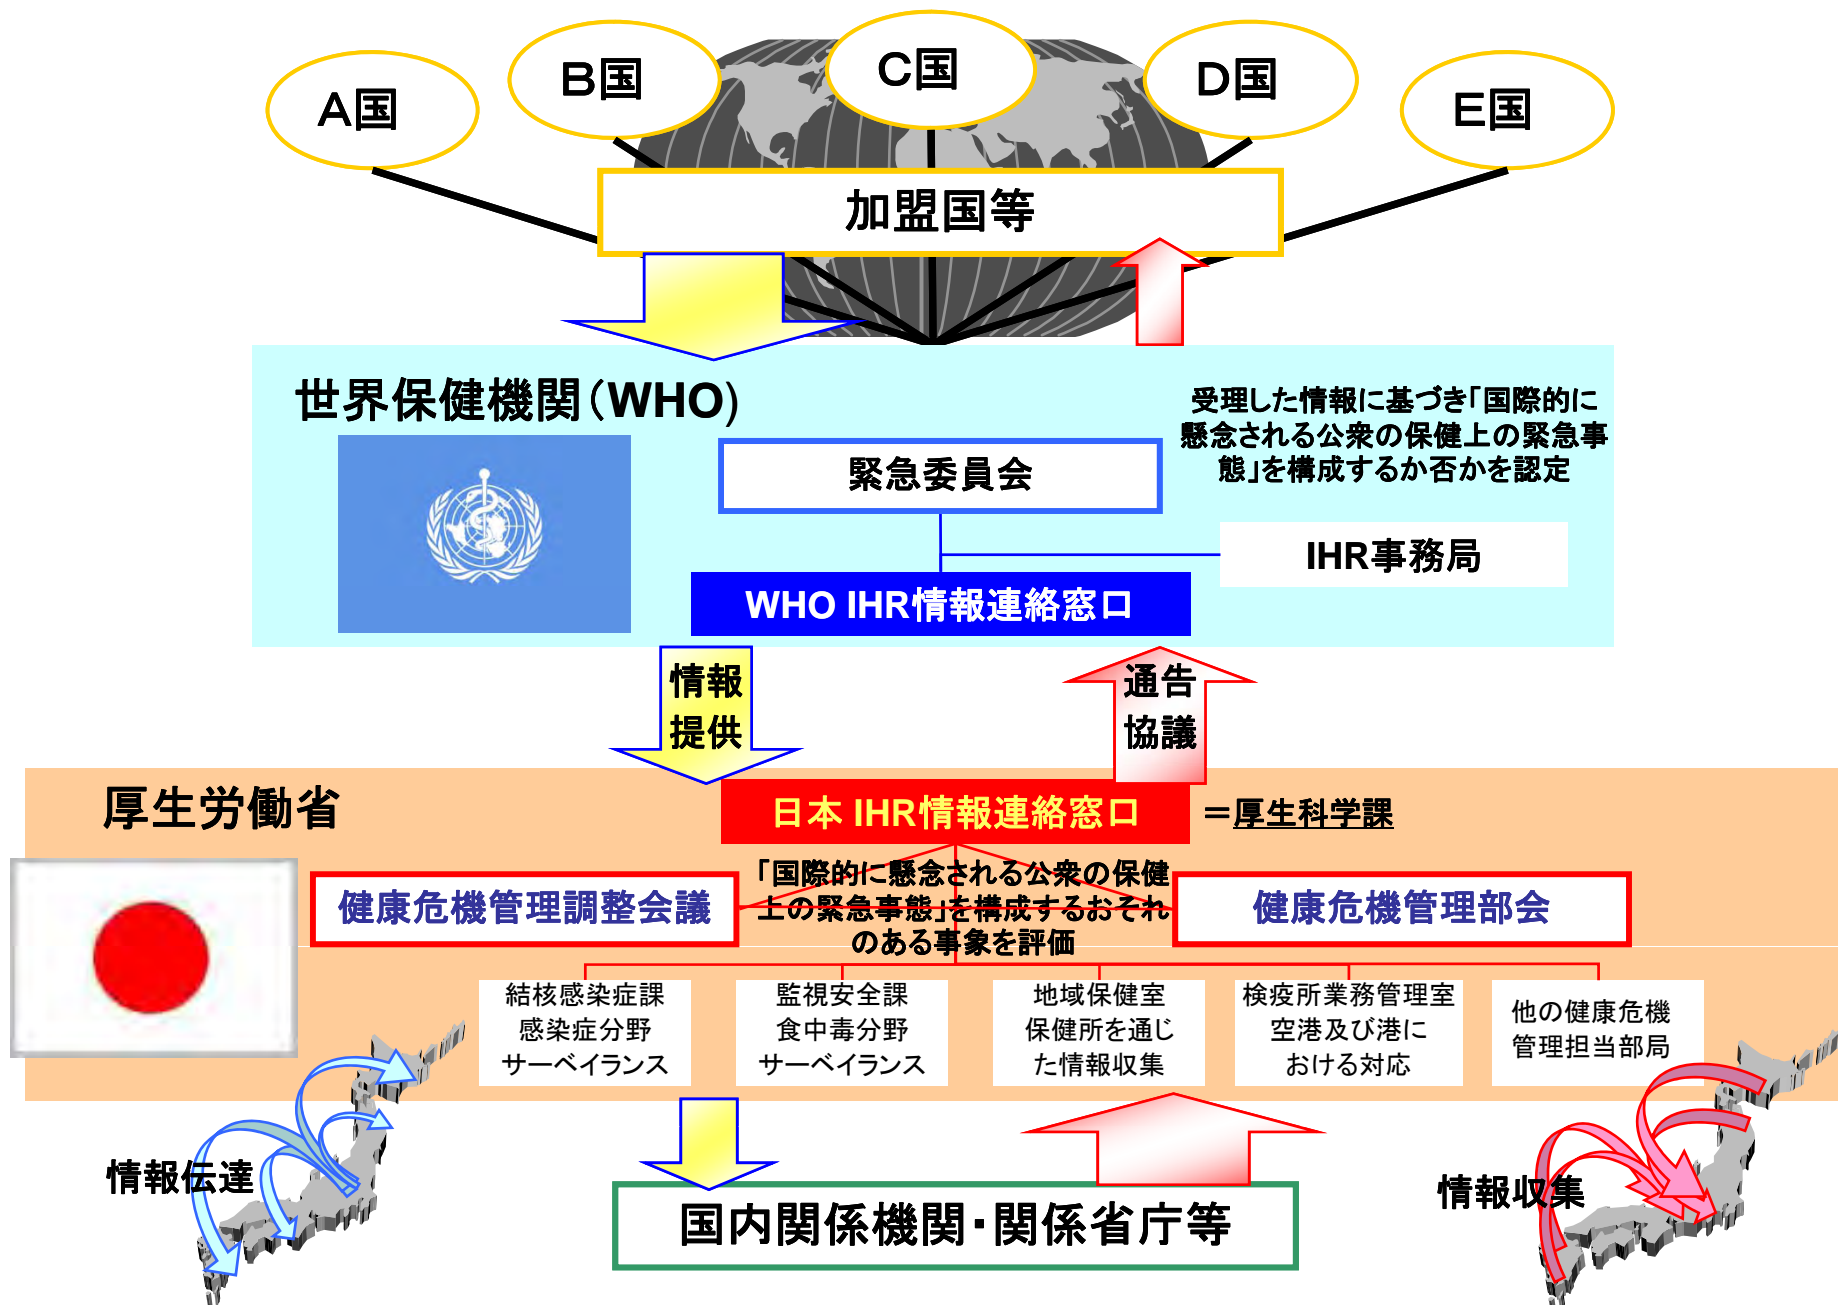 A国
B国
C国
D国
E国
加盟国等
世界保健機関（WHO)
受理した情報に基づき「国際的に
懸念される公衆の保健上の緊急事
態」を構成するか否かを認定
緊急委員会
IHR事務局
WHO IHR情報連絡窓口
情報
提供
通告
協議
厚生労働省
日本 IHR情報連絡窓口
＝厚生科学課
「国際的に懸念される公衆の保健
上の緊急事態」を構成するおそれ
のある事象を評価
健康危機管理調整会議
健康危機管理部会
結核感染症課
感染症分野
サーベイランス
監視安全課
食中毒分野
サーベイランス
地域保健室
保健所を通じ
た情報収集
検疫所業務管理室
空港及び港に
おける対応
他の健康危機
管理担当部局
情報伝達
情報収集
国内関係機関・関係省庁等